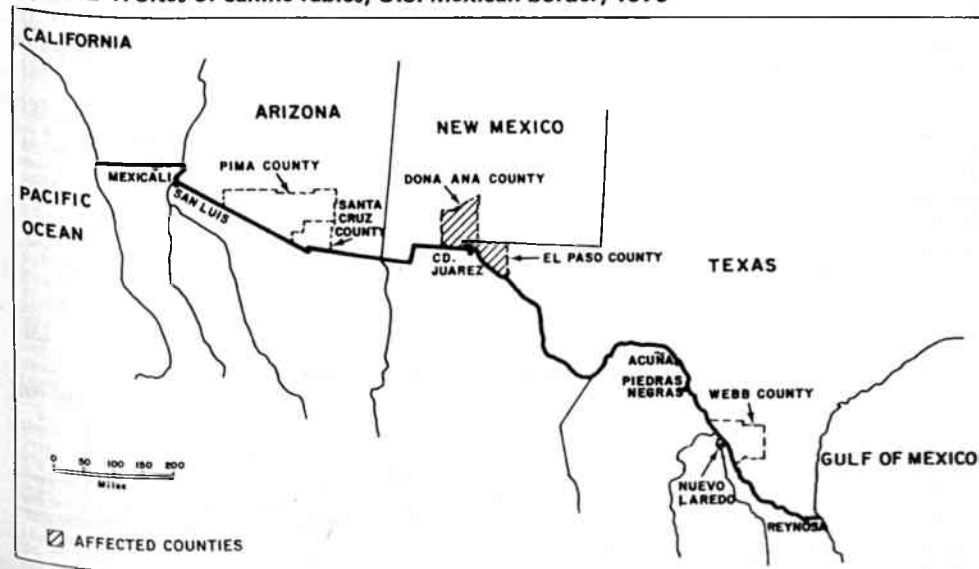 CALIFORNIA
ARIZONA
NEW MEXICO
PIMA COUNTY
DONA ANA COUNTY
MEXICALI
SAN LUIS
SANTA
CRUZ
COUNTY
PACIFIC
OCEAN
CD.
JUAREZ
EL PASO COUNTY
TEXAS
ACUÑA
PIEDRAS
NEGRAS
WEBB COUNTY
GULF OF MEXICO
NUEVO
LAREDO
REYNOSA
0 50 100 150 200
Miles
AFFECTED COUNTIES